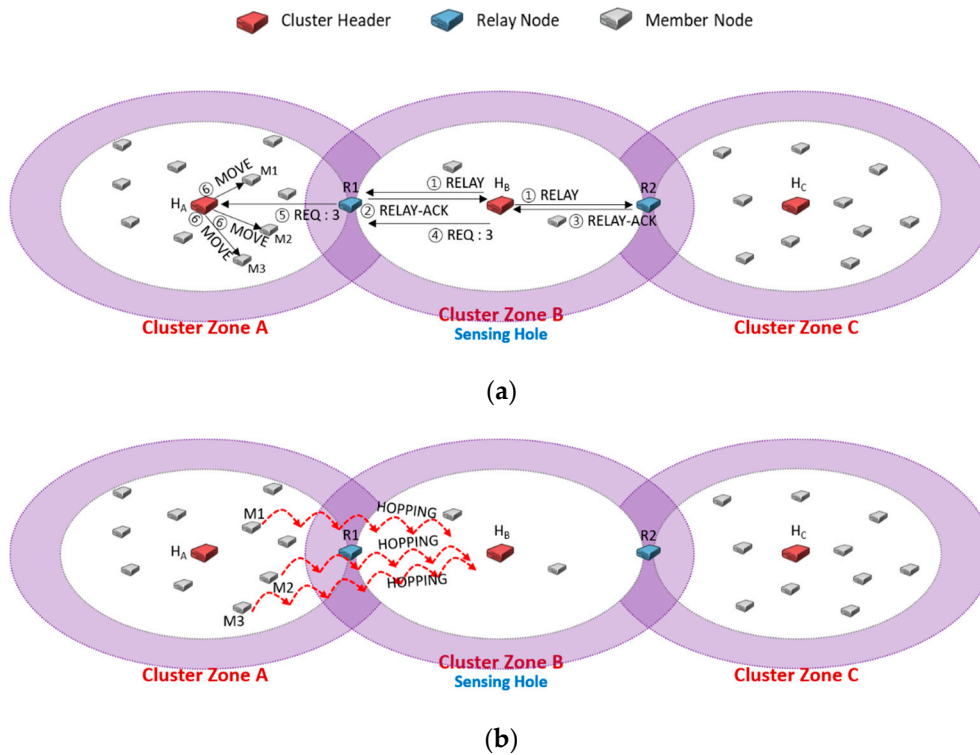 (a)
Cluster Header
Relay Node
Member Node
M1
⑥ MOVE
H_A
⑥ MOVE
⑥ MOVE
M2
M3
R1
① RELAY
⑤ REQ : 3
② RELAY-ACK
④ REQ : 3
H_B
① RELAY
③ RELAY-ACK
R2
H_C
Cluster Zone A
Cluster Zone B
Sensing Hole
Cluster Zone C
(a)
M1
H_A
M2
M3
R1
HOPPING
HOPPING
HOPPING
H_B
R2
H_C
Cluster Zone A
Cluster Zone B
Sensing Hole
Cluster Zone C
(b)